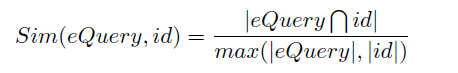 Sim(eQuery, id) = |eQuery ⋂ id| / max(|eQuery|, |id|)